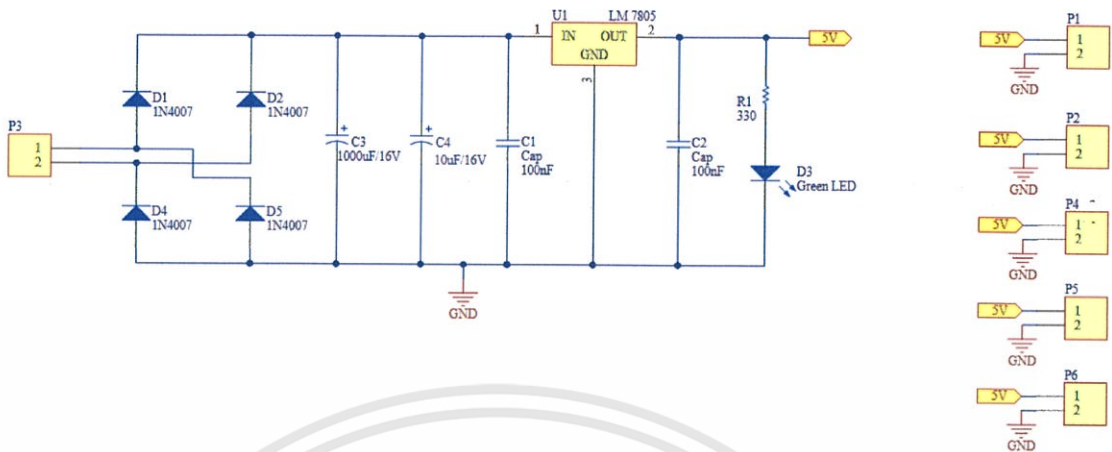 U1 LM 7805
1 IN OUT 2
GND
3
5V
D1
1N4007
D2
1N4007
P3
1
2
C3
1000uF/16V
C4
10uF/16V
C1
Cap
100nF
C2
Cap
100nF
R1
330
D3
Green LED
D4
1N4007
D5
1N4007
GND
P1
5V 1
2
GND
P2
5V 1
2
GND
P4
5V 1
2
GND
P5
5V 1
2
GND
P6
5V 1
2
GND